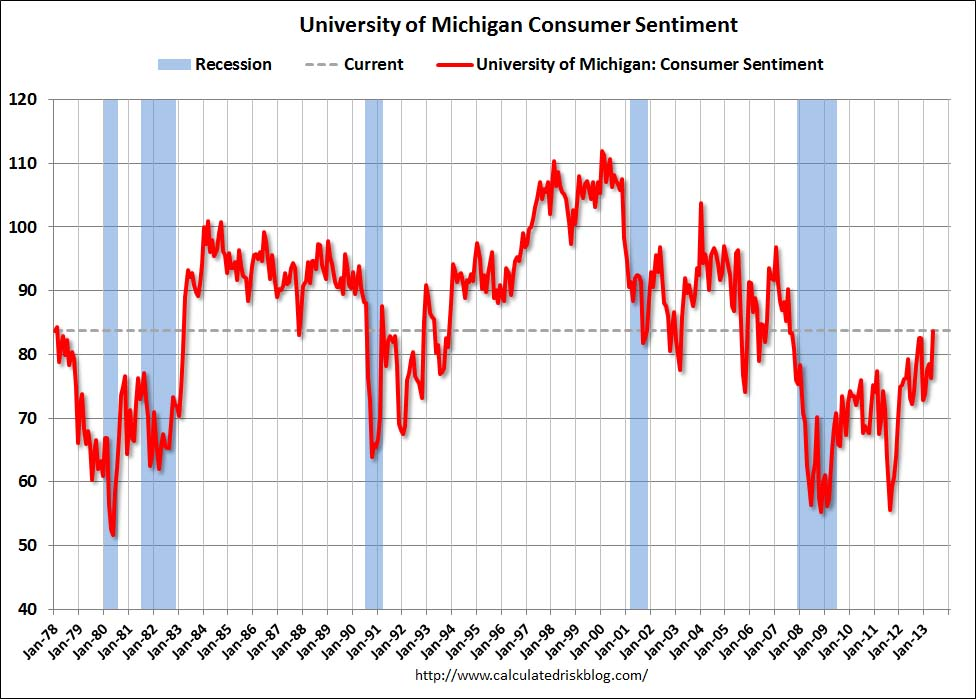 University of Michigan Consumer Sentiment
Recession Current University of Michigan: Consumer Sentiment
120
110
100
90
80
70
60
50
40
Jan-78 Jan-79 Jan-80 Jan-81 Jan-82 Jan-83 Jan-84 Jan-85 Jan-86 Jan-87 Jan-88 Jan-89 Jan-90 Jan-91 Jan-92 Jan-93 Jan-94 Jan-95 Jan-96 Jan-97 Jan-98 Jan-99 Jan-00 Jan-01 Jan-02 Jan-03 Jan-04 Jan-05 Jan-06 Jan-07 Jan-08 Jan-09 Jan-10 Jan-11 Jan-12 Jan-13
http://www.calculatedriskblog.com/